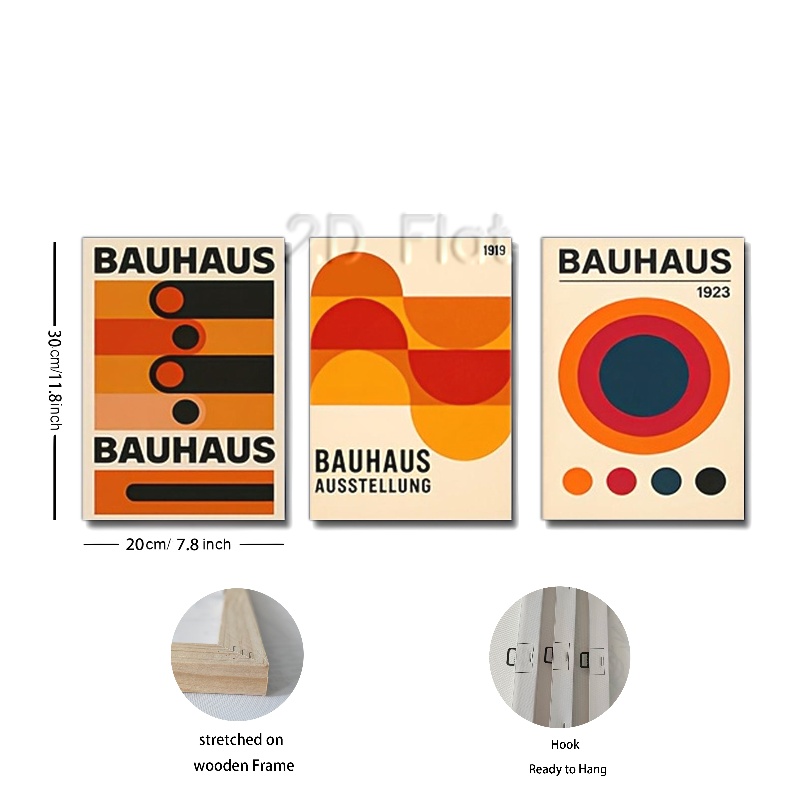 2D Flat
BAUHAUS
BAUHAUS
1919
BAUHAUS
AUSSTELLUNG
BAUHAUS
1923
30cm/11.8inch
20cm/ 7.8 inch
stretched on
wooden Frame
Hook
Ready to Hang